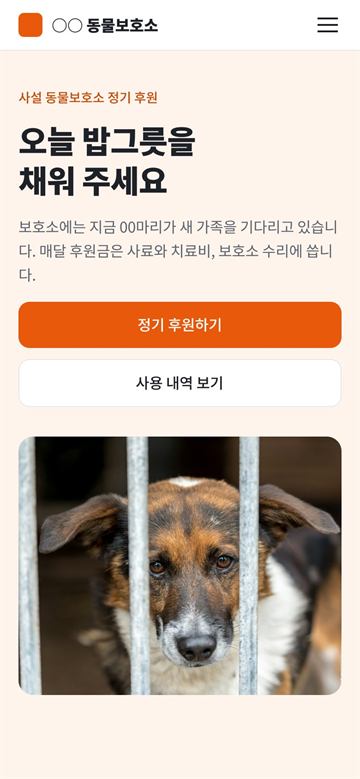 ○○ 동물보호소
사설 동물보호소 정기 후원
오늘 밥그릇을
채워 주세요
보호소에는 지금 00마리가 새 가족을 기다리고 있습니
다. 매달 후원금은 사료와 치료비, 보호소 수리에 씁니
다.
정기 후원하기
사용 내역 보기